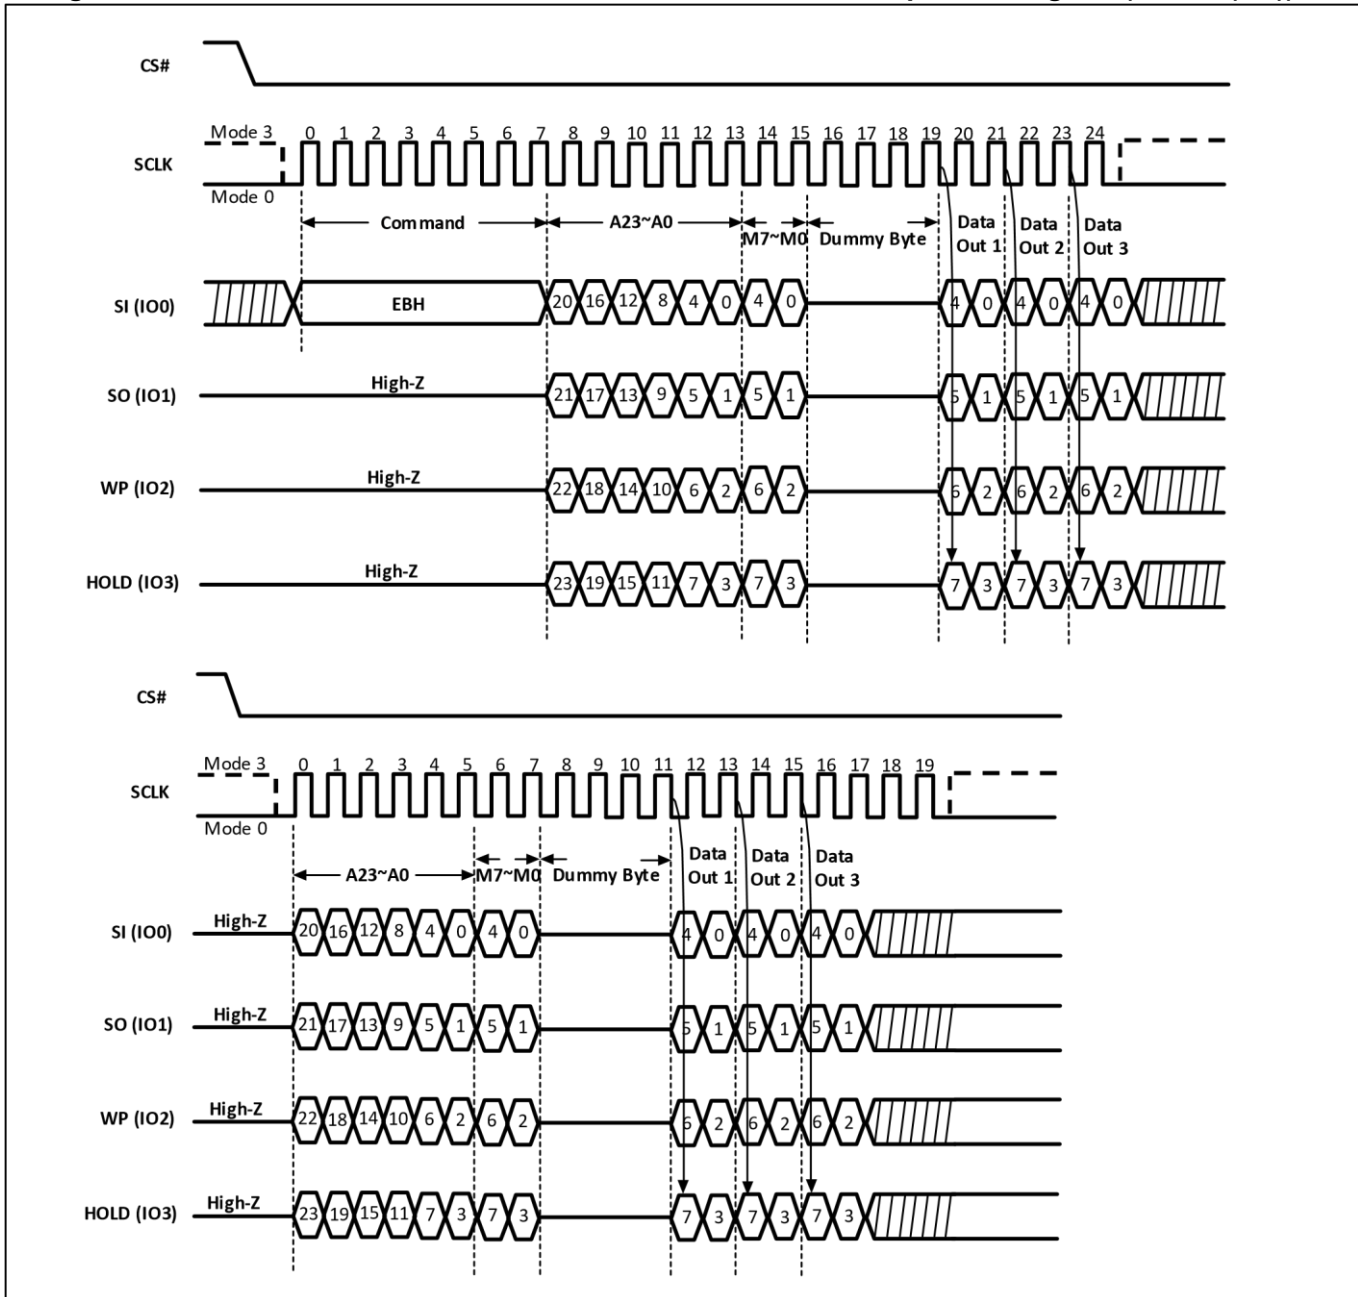 CS#
Mode 3 0 1 2 3 4 5 6 7 8 9 10 11 12 13 14 15 16 17 18 19 20 21 22 23 24
SCLK
Mode 0
Command A23~A0 M7~M0 Dummy Byte Data Out 1 Data Out 2 Data Out 3
SI (IO0) EBH 20 16 12 8 4 0 4 0 4 0 4 0 4 0
SO (IO1) High-Z 21 17 13 9 5 1 5 1 5 1 5 1 5 1
WP (IO2) High-Z 22 18 14 10 6 2 6 2 6 2 6 2 6 2
HOLD (IO3) High-Z 23 19 15 11 7 3 7 3 7 3 7 3 7 3
CS#
Mode 3 0 1 2 3 4 5 6 7 8 9 10 11 12 13 14 15 16 17 18 19
SCLK
Mode 0
A23~A0 M7~M0 Dummy Byte Data Out 1 Data Out 2 Data Out 3
SI (IO0) High-Z 20 16 12 8 4 0 4 0 4 0 4 0 4 0
SO (IO1) High-Z 21 17 13 9 5 1 5 1 5 1 5 1 5 1
WP (IO2) High-Z 22 18 14 10 6 2 6 2 6 2 6 2 6 2
HOLD (IO3) High-Z 23 19 15 11 7 3 7 3 7 3 7 3 7 3